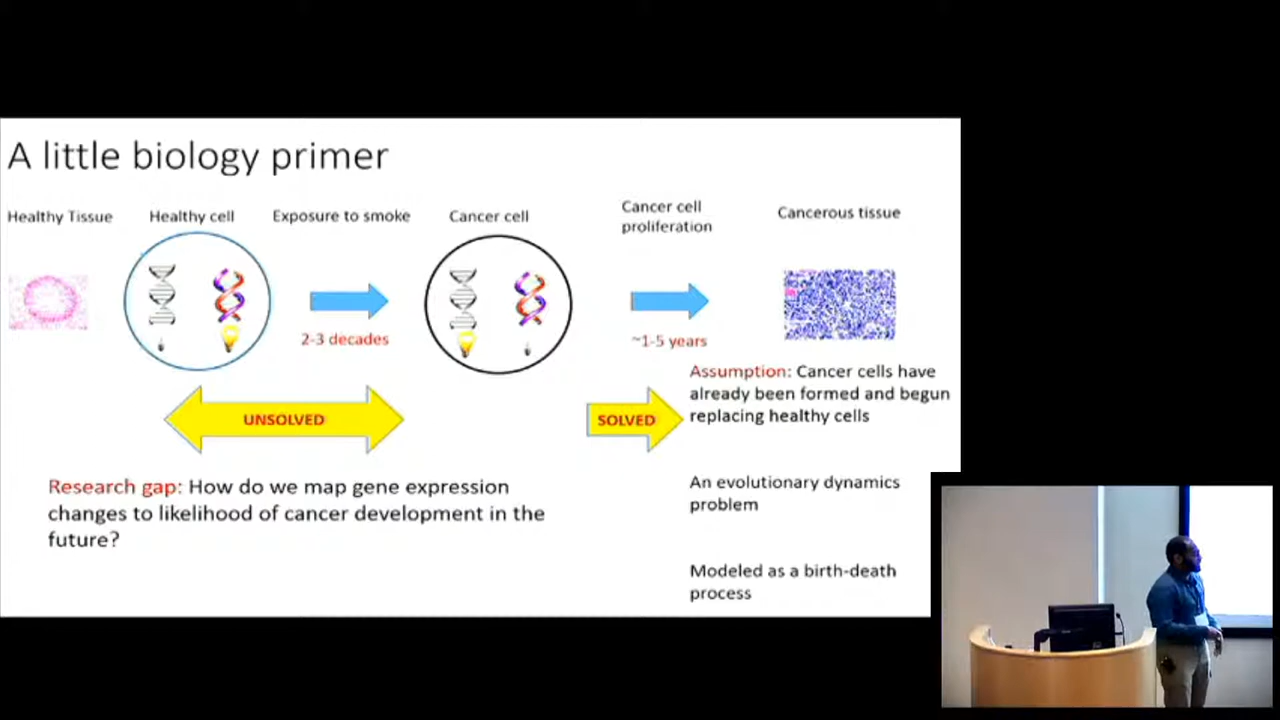 A little biology primer
Healthy Tissue
Healthy cell
Exposure to smoke
Cancer cell
Cancer cell
proliferation
Cancerous tissue
2-3 decades
~1-5 years
UNSOLVED
SOLVED
Assumption: Cancer cells have
already been formed and begun
replacing healthy cells
Research gap: How do we map gene expression
changes to likelihood of cancer development in the
future?
An evolutionary dynamics
problem
Modeled as a birth-death
process